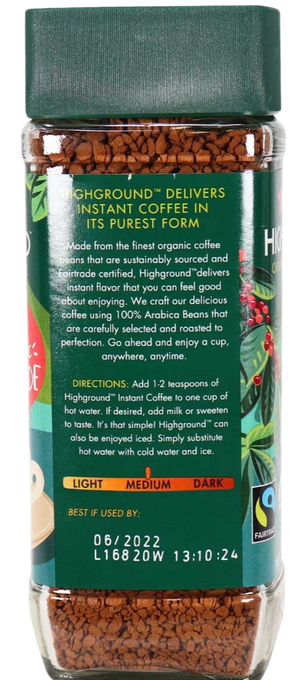 HIGHGROUND™ DELIVERS
INSTANT COFFEE IN
ITS PUREST FORM
Made from the finest organic coffee
beans that are sustainably sourced and
Fairtrade certified, Highground™delivers
instant flavor that you can feel good
about enjoying. We craft our delicious
coffee using 100% Arabica Beans that
are carefully selected and roasted to
perfection. Go ahead and enjoy a cup,
anywhere, anytime.
DIRECTIONS: Add 1-2 teaspoons of
Highground™ Instant Coffee to one cup of
hot water. If desired, add milk or sweeten
to taste. It's that simple! Highground™ can
also be enjoyed iced. Simply substitute
hot water with cold water and ice.
LIGHT MEDIUM DARK
BEST IF USED BY:
06/2022
L16820W 13:10:24